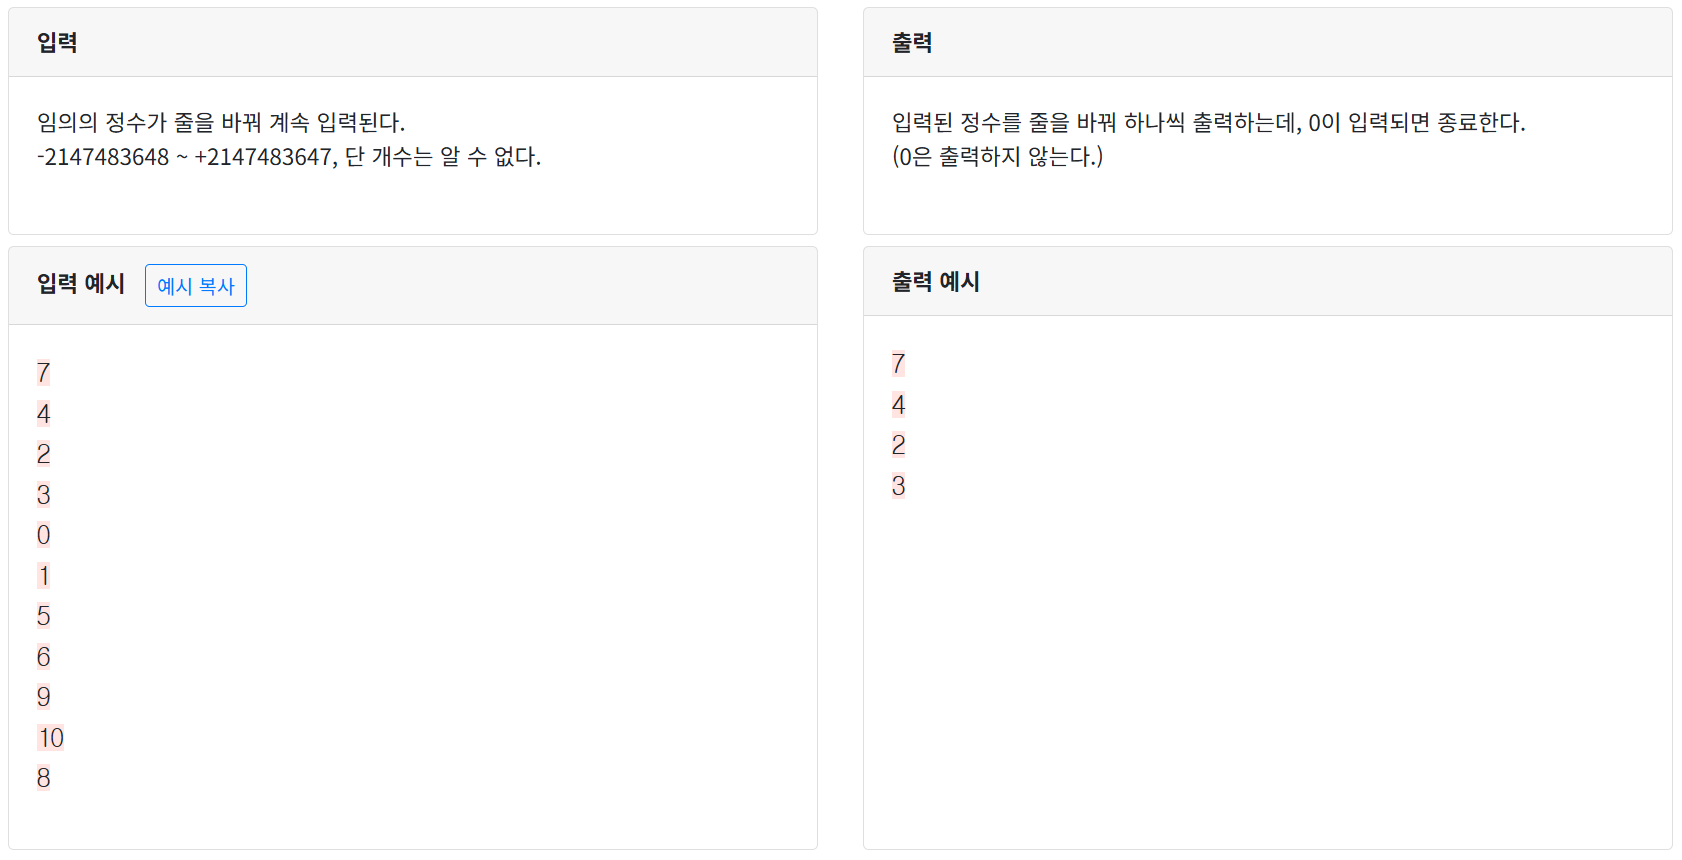 입력
임의의 정수가 줄을 바꿔 계속 입력된다.
-2147483648 ~ +2147483647, 단 개수는 알 수 없다.
출력
입력된 정수를 줄을 바꿔 하나씩 출력하는데, 0이 입력되면 종료한다.
(0은 출력하지 않는다.)
입력 예시 예시 복사
7
4
2
3
0
1
5
6
9
10
8
출력 예시
7
4
2
3